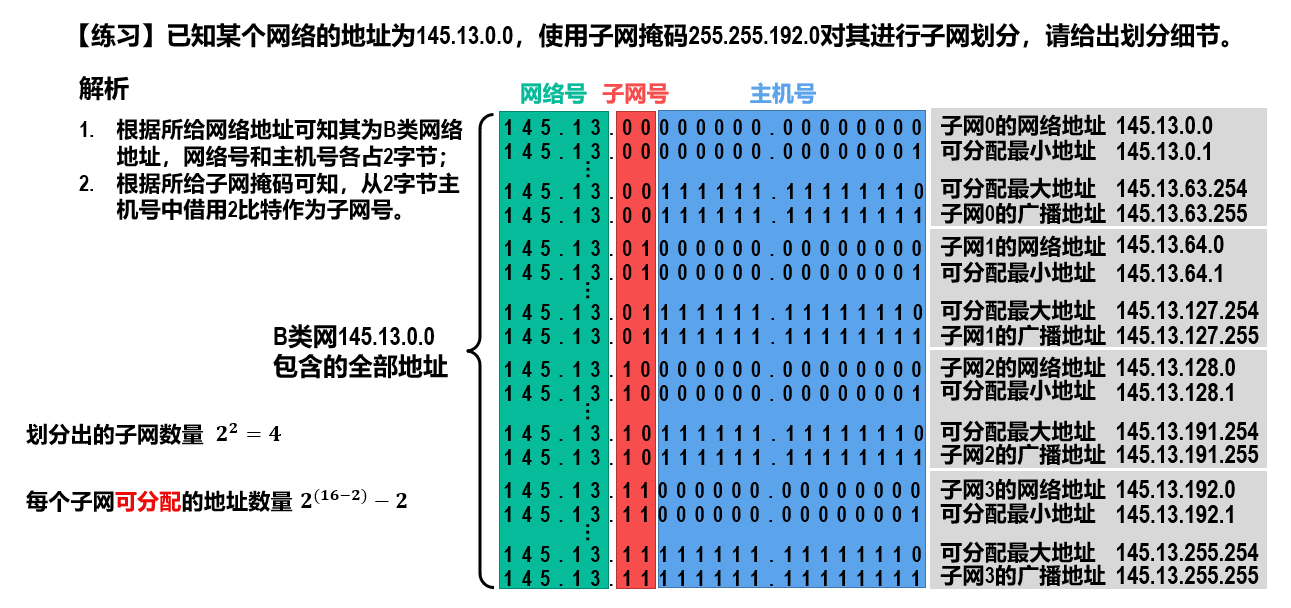 【练习】已知某个网络的地址为145.13.0.0，使用子网掩码255.255.192.0对其进行子网划分，请给出划分细节。
解析
1. 根据所给网络地址可知其为B类网络
地址，网络号和主机号各占2字节；
2. 根据所给子网掩码可知，从2字节主
机号中借用2比特作为子网号。
B类网145.13.0.0
包含的全部地址
划分出的子网数量 2^2 = 4
每个子网可分配的地址数量 2^(16−2) − 2
网络号 子网号 主机号
145.13.00000000.00000000 子网0的网络地址 145.13.0.0
145.13.00000000.00000001 可分配最小地址 145.13.0.1
⋮
145.13.00111111.11111110 可分配最大地址 145.13.63.254
145.13.00111111.11111111 子网0的广播地址 145.13.63.255
145.13.01000000.00000000 子网1的网络地址 145.13.64.0
145.13.01000000.00000001 可分配最小地址 145.13.64.1
⋮
145.13.01111111.11111110 可分配最大地址 145.13.127.254
145.13.01111111.11111111 子网1的广播地址 145.13.127.255
145.13.10000000.00000000 子网2的网络地址 145.13.128.0
145.13.10000000.00000001 可分配最小地址 145.13.128.1
⋮
145.13.10111111.11111110 可分配最大地址 145.13.191.254
145.13.10111111.11111111 子网2的广播地址 145.13.191.255
145.13.11000000.00000000 子网3的网络地址 145.13.192.0
145.13.11000000.00000001 可分配最小地址 145.13.192.1
⋮
145.13.11111111.11111110 可分配最大地址 145.13.255.254
145.13.11111111.11111111 子网3的广播地址 145.13.255.255